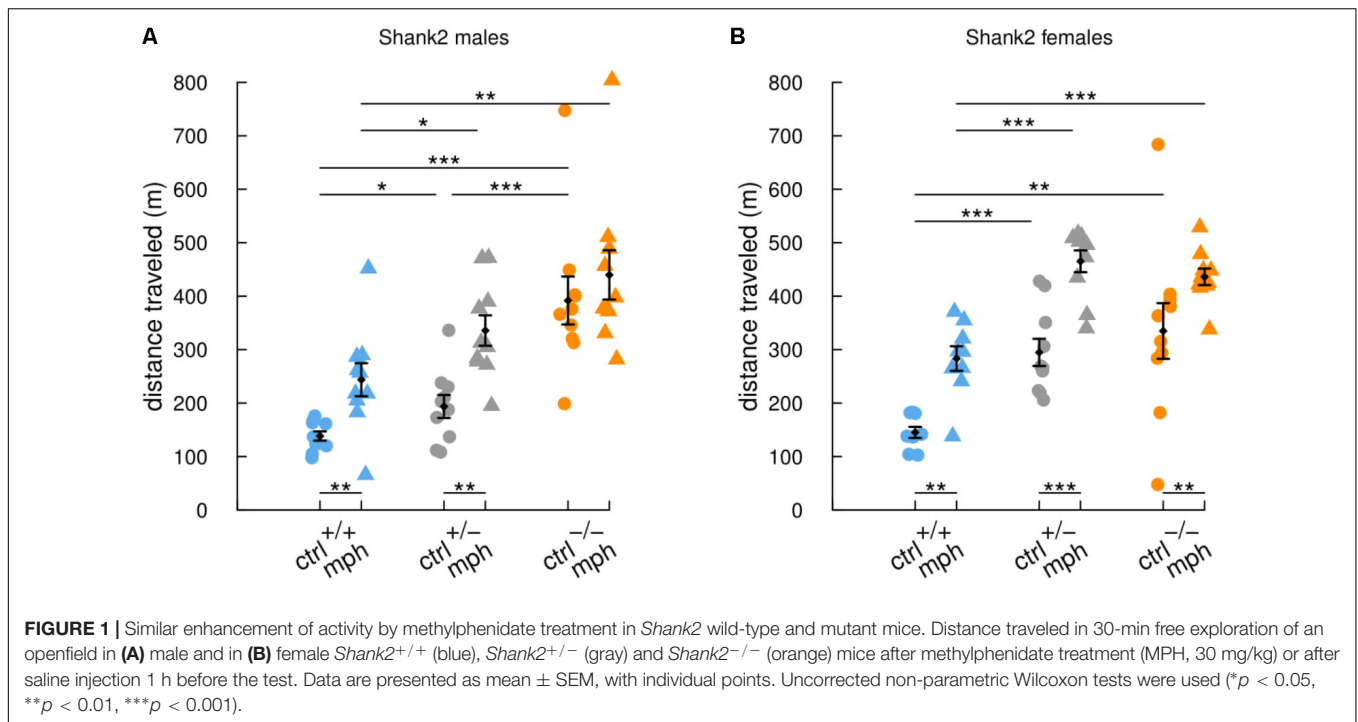 A
Shank2 males
distance traveled (m)
800
700
600
500
400
300
200
100
0
**
*
***
* ***
** **
+/+ +/− −/−
ctrl mph ctrl mph ctrl mph
B
Shank2 females
distance traveled (m)
800
700
600
500
400
300
200
100
0
***
***
**
***
** *** **
+/+ +/− −/−
ctrl mph ctrl mph ctrl mph
FIGURE 1 | Similar enhancement of activity by methylphenidate treatment in Shank2 wild-type and mutant mice. Distance traveled in 30-min free exploration of an
openfield in (A) male and in (B) female Shank2+/+ (blue), Shank2+/− (gray) and Shank2−/− (orange) mice after methylphenidate treatment (MPH, 30 mg/kg) or after
saline injection 1 h before the test. Data are presented as mean ± SEM, with individual points. Uncorrected non-parametric Wilcoxon tests were used (*p < 0.05,
**p < 0.01, ***p < 0.001).